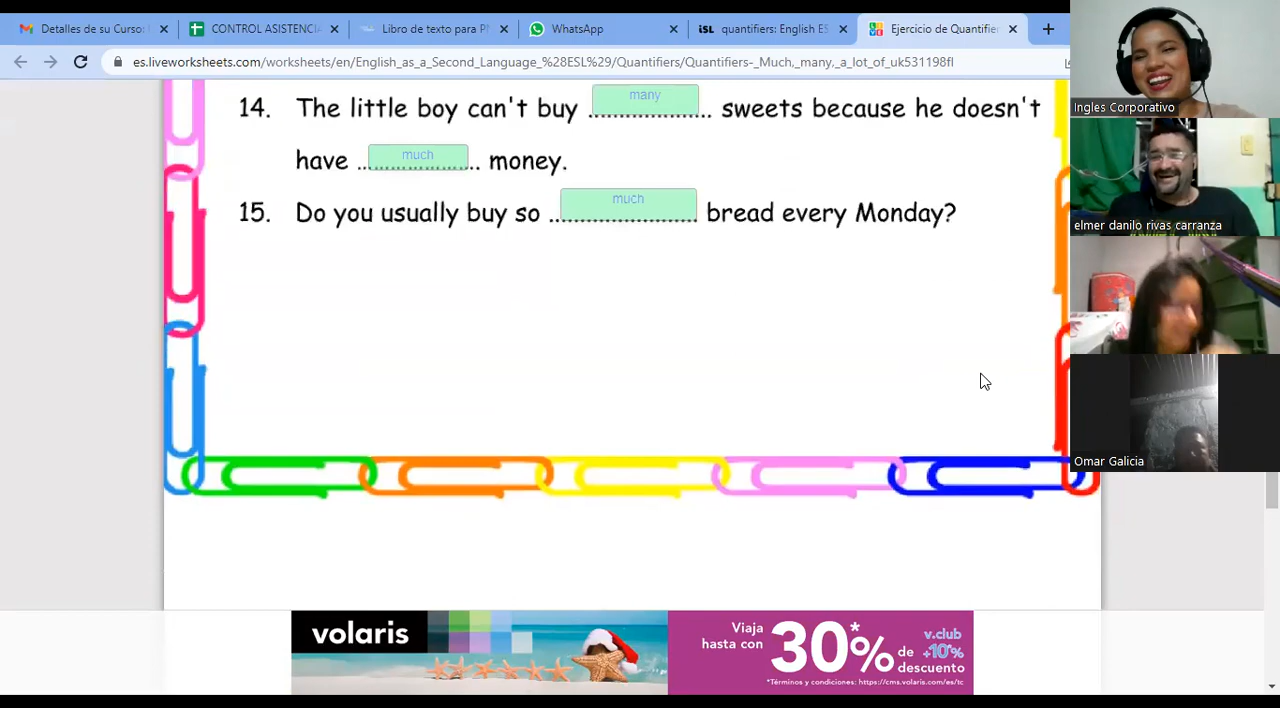 Detalles de su Curso:
CONTROL ASISTENCIA
Libro de texto para
WhatsApp
iSL quantifiers: English ES
Ejercicio de Quantifie
es.liveworksheets.com/worksheets/en/English_as_a_Second_Language_%28ESL%29/Quantifiers/Quantifiers-_Much,_many,_a_lot_of_uk531198fl
14. The little boy can't buy many sweets because he doesn't
have much money.
15. Do you usually buy so much bread every Monday?
Ingles Corporativo
elmer danilo rivas carranza
Omar Galicia
volaris
Viaja
hasta con
30%*
de
descuento
v.club
+10%
*Términos y condiciones: https://cms.volaris.com/es/tc